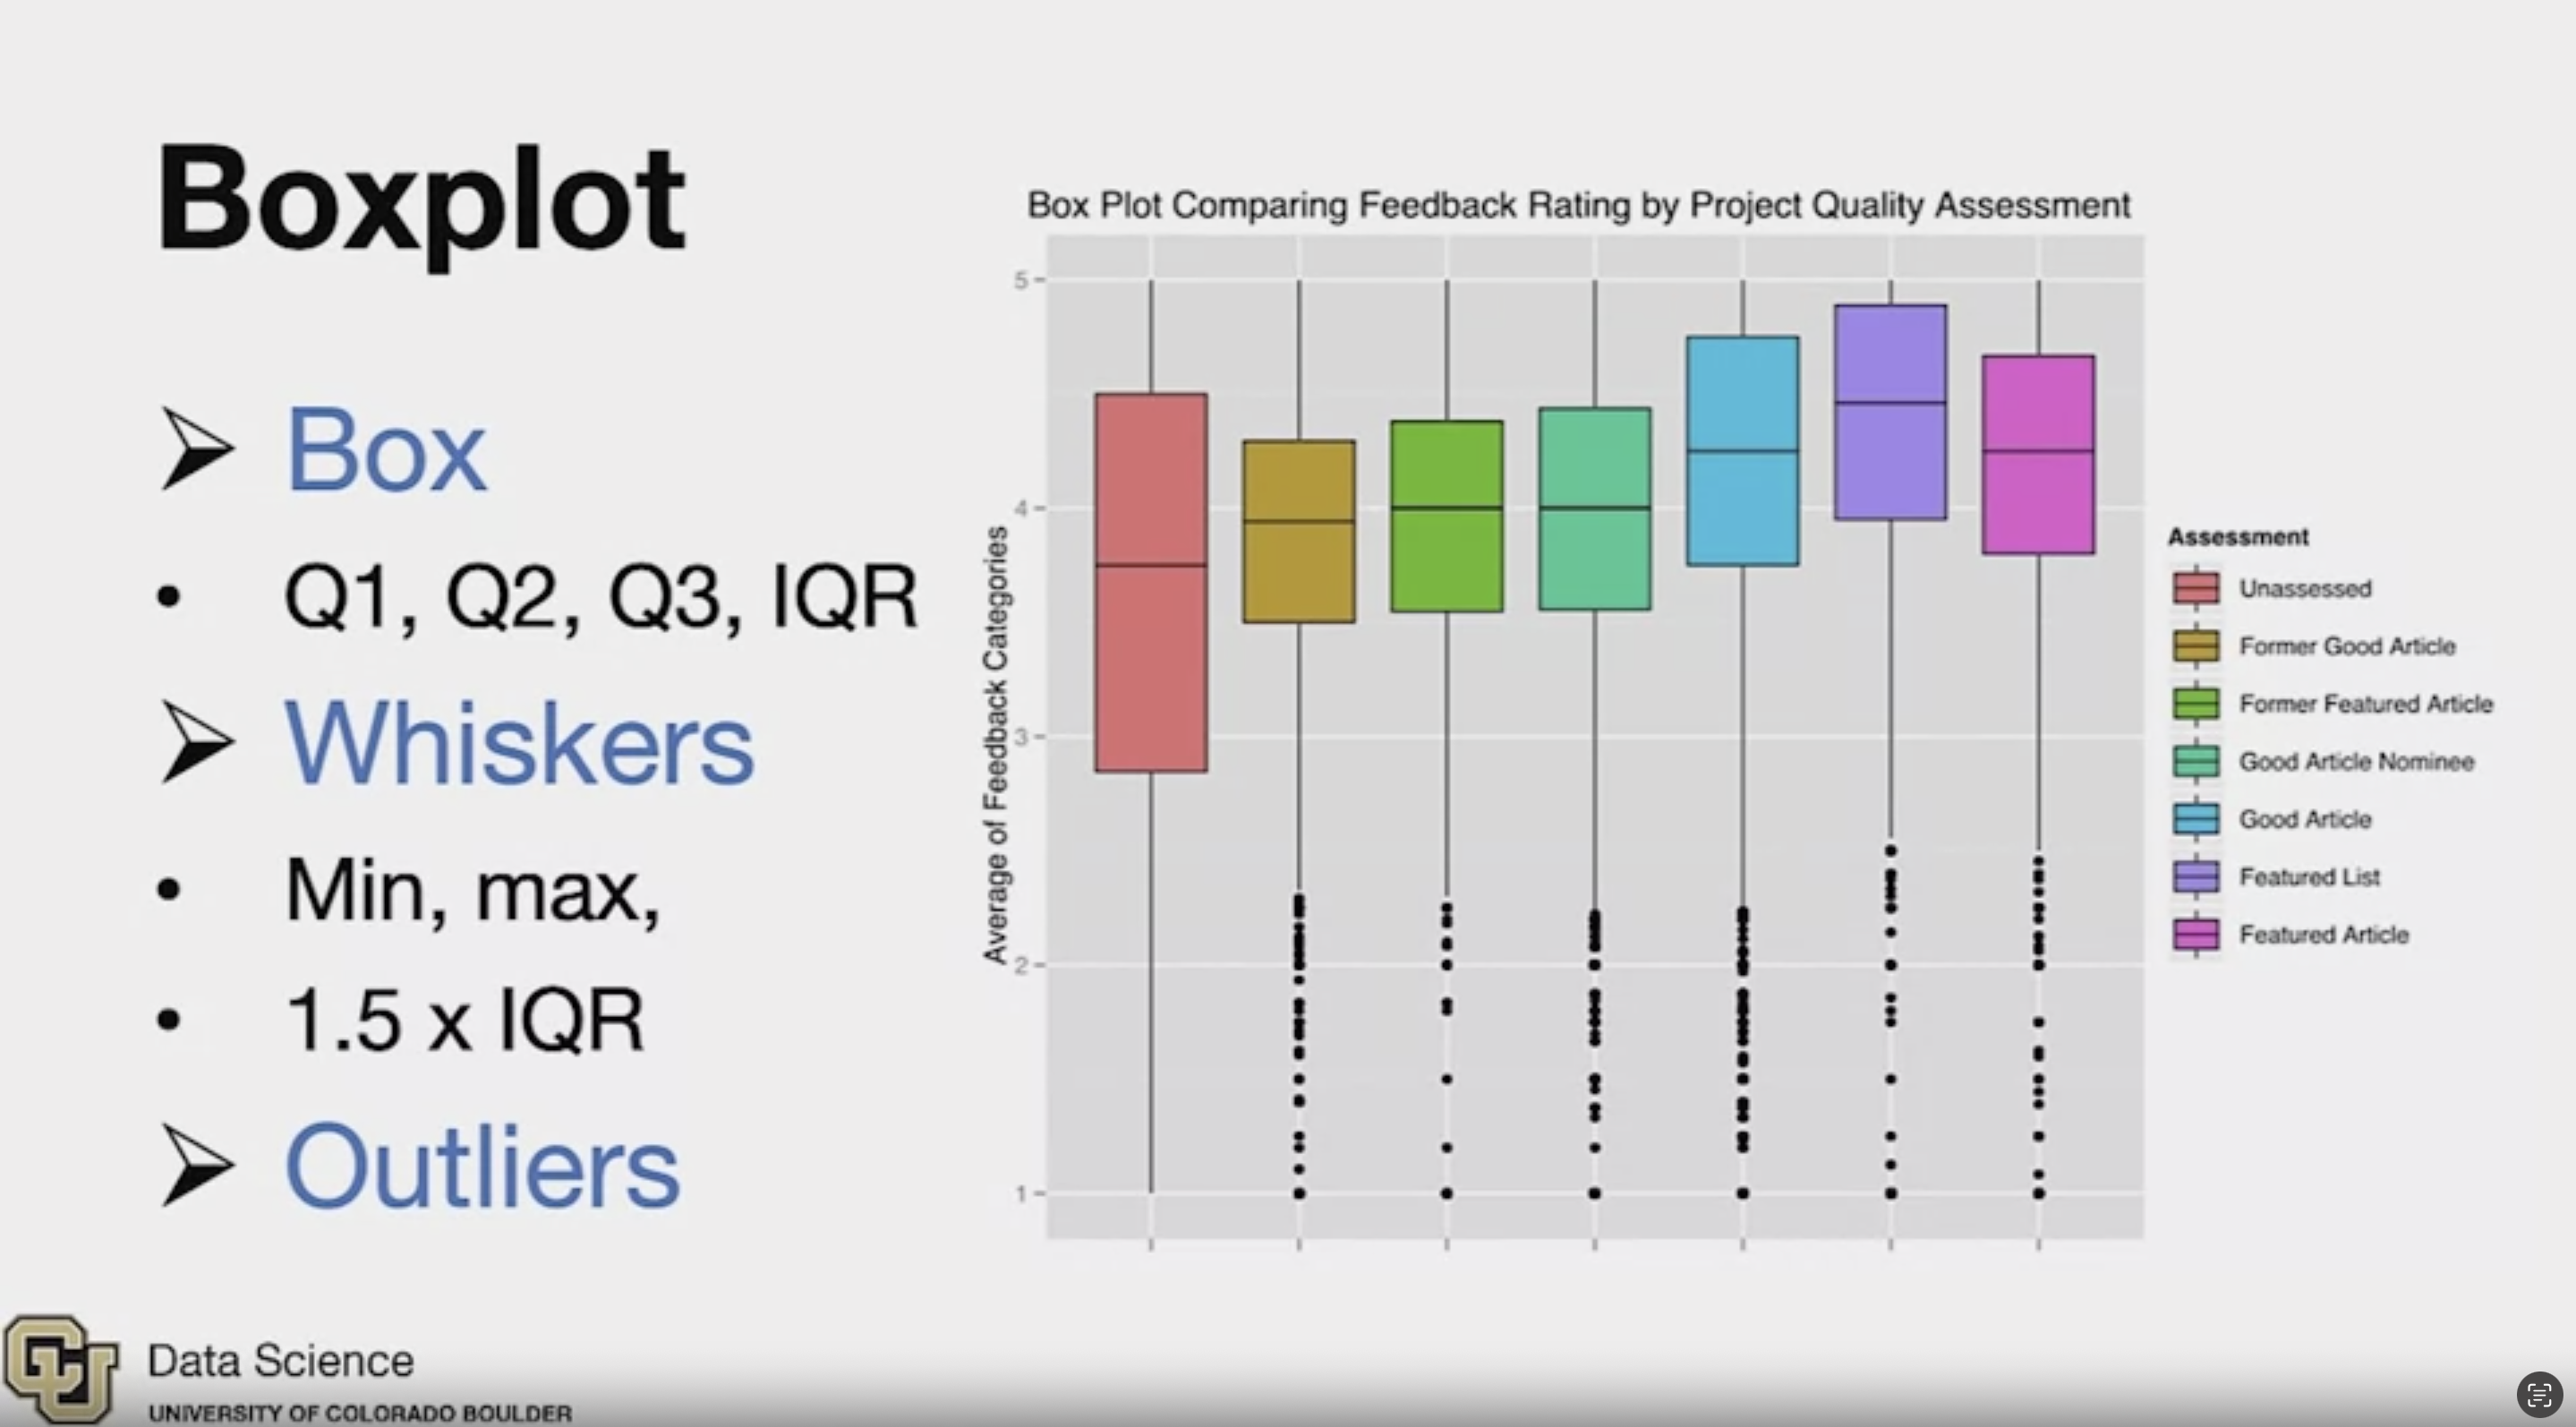 Boxplot
➢ Box
• Q1, Q2, Q3, IQR
➢ Whiskers
• Min, max,
• 1.5 x IQR
➢ Outliers
Box Plot Comparing Feedback Rating by Project Quality Assessment
Average of Feedback Categories
5
4
3
2
1
Assessment
Unassessed
Former Good Article
Former Featured Article
Good Article Nominee
Good Article
Featured List
Featured Article
CU
Data Science
UNIVERSITY OF COLORADO BOULDER